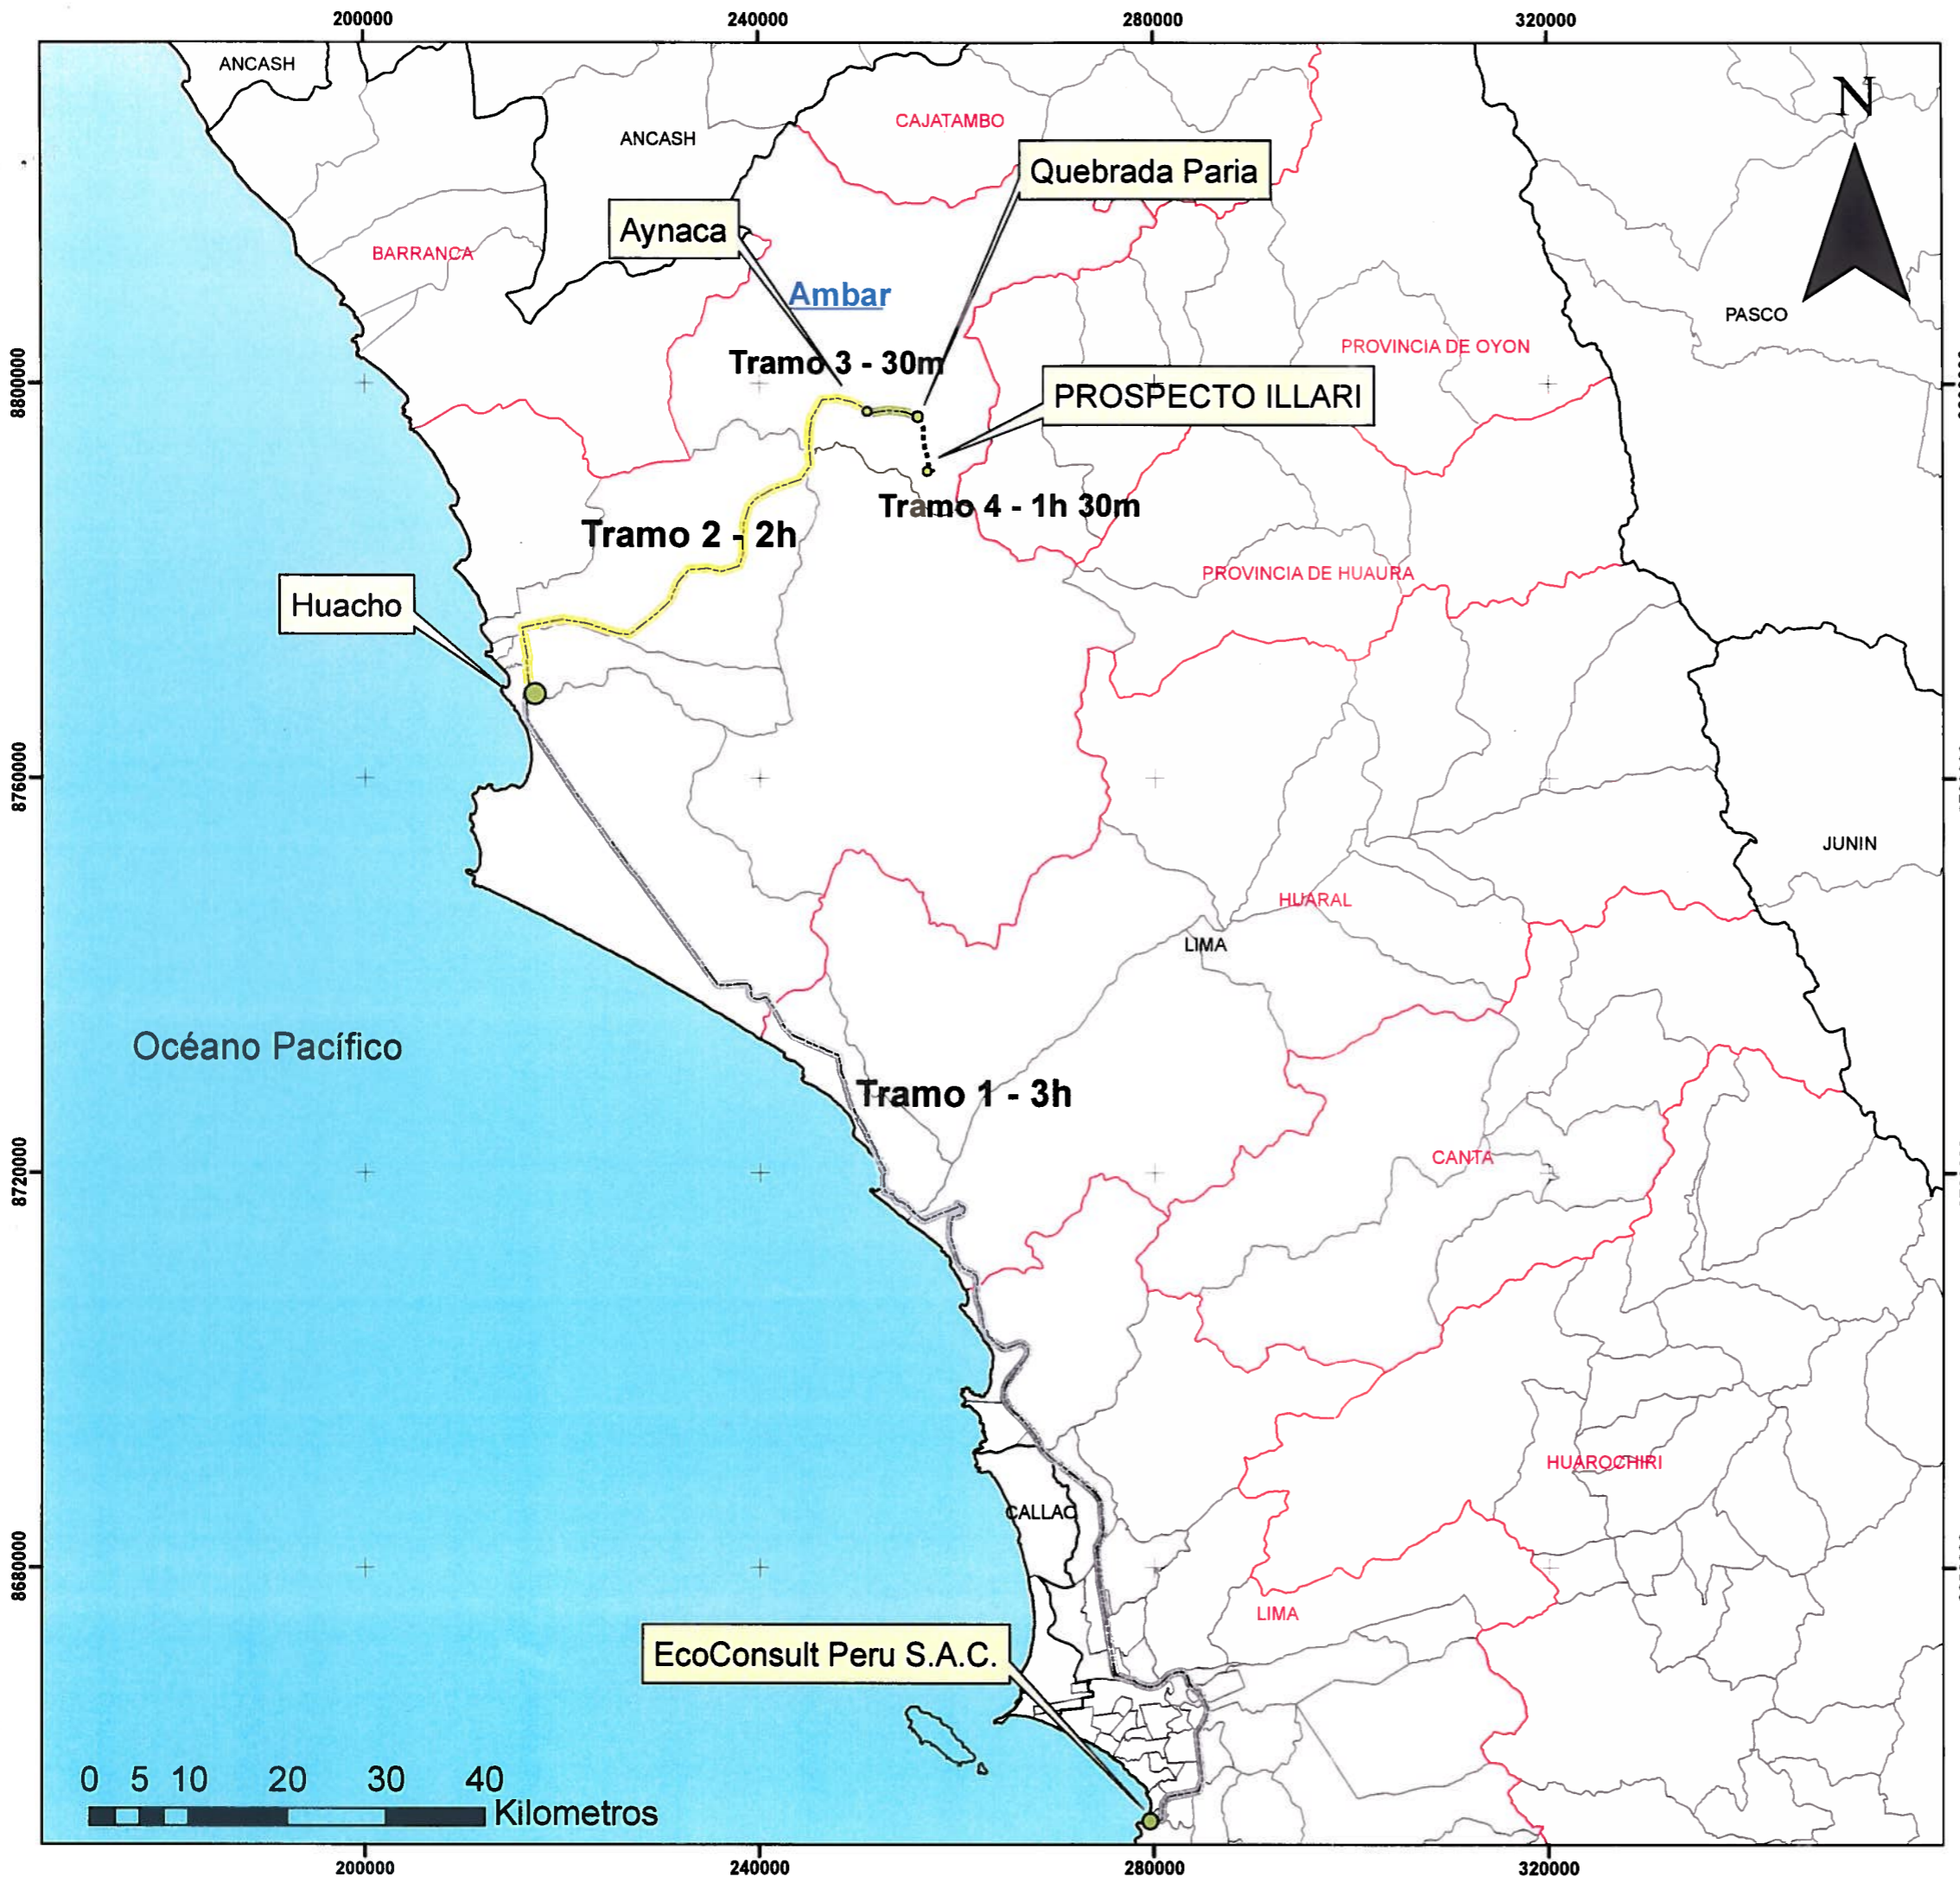 200000
240000
280000
320000
ANCASH
ANCASH
CAJATAMBO
N
Quebrada Paria
Aynaca
BARRANCA
Ambar
PASCO
PROVINCIA DE OYON
Tramo 3 - 30m
8800000
PROSPECTO ILLARI
Tramo 4 - 1h 30m
Tramo 2 - 2h
PROVINCIA DE HUAURA
Huacho
8760000
JUNIN
HUARAL
LIMA
Océano Pacífico
Tramo 1 - 3h
8720000
CANTA
HUAROCHIRI
CALLAO
8680000
LIMA
EcoConsult Peru S.A.C.
0 5 10 20 30 40
Kilometros
200000
240000
280000
320000